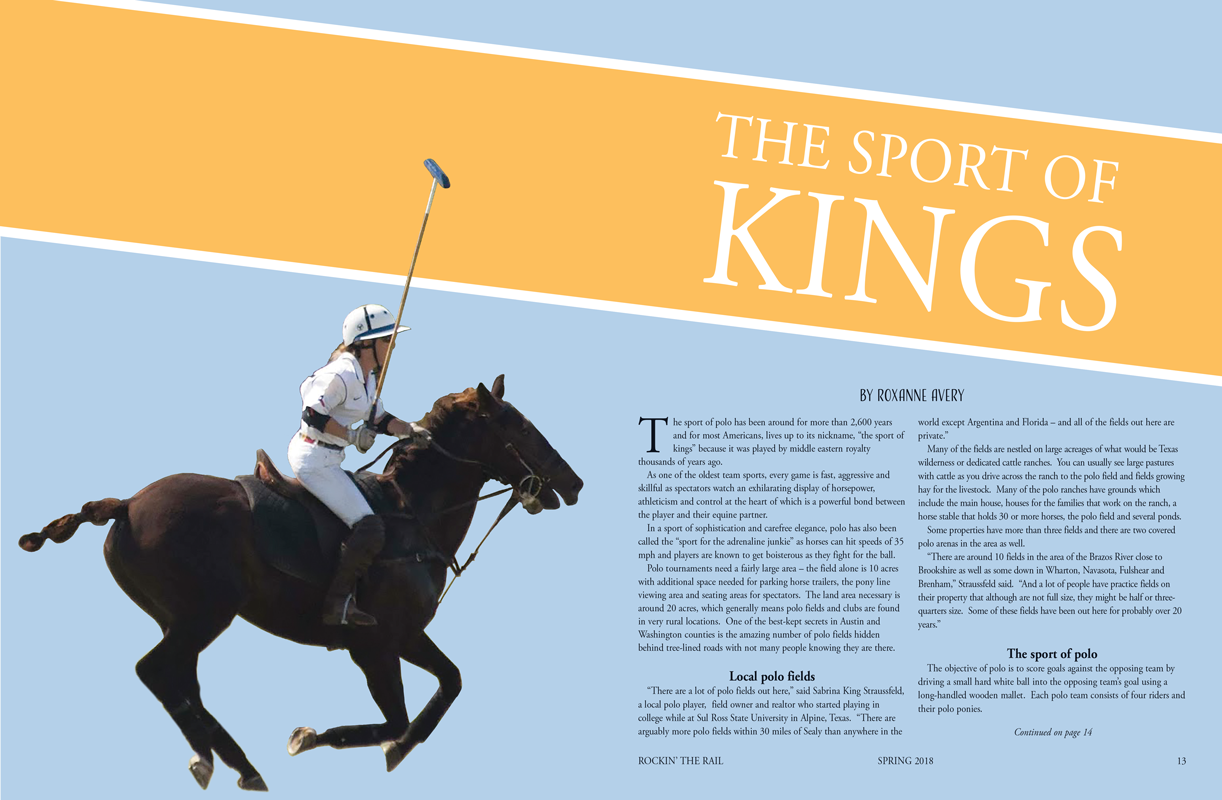 THE SPORT OF
KINGS
BY ROXANNE AVERY
The sport of polo has been around for more than 2,600 years
and for most Americans, lives up to its nickname, “the sport of
kings” because it was played by middle eastern royalty
thousands of years ago.
As one of the oldest team sports, every game is fast, aggressive and
skillful as spectators watch an exhilarating display of horsepower,
athleticism and control at the heart of which is a powerful bond between
the player and their equine partner.
In a sport of sophistication and carefree elegance, polo has also been
called the “sport for the adrenaline junkie” as horses can hit speeds of 35
mph and players are known to get boisterous as they fight for the ball.
Polo tournaments need a fairly large area – the field alone is 10 acres
with additional space needed for parking horse trailers, the pony line
viewing area and seating areas for spectators. The land area necessary is
around 20 acres, which generally means polo fields and clubs are found
in very rural locations. One of the best-kept secrets in Austin and
Washington counties is the amazing number of polo fields hidden
behind tree-lined roads with not many people knowing they are there.
Local polo fields
“There are a lot of polo fields out here,” said Sabrina King Straussfeld,
a local polo player, field owner and realtor who started playing in
college while at Sul Ross State University in Alpine, Texas. “There are
arguably more polo fields within 30 miles of Sealy than anywhere in the
world except Argentina and Florida – and all of the fields out here are
private.”
Many of the fields are nestled on large acreages of what would be Texas
wilderness or dedicated cattle ranches. You can usually see large pastures
with cattle as you drive across the ranch to the polo field and fields growing
hay for the livestock. Many of the polo ranches have grounds which
include the main house, houses for the families that work on the ranch, a
horse stable that holds 30 or more horses, the polo field and several ponds.
Some properties have more than three fields and there are two covered
polo arenas in the area as well.
“There are around 10 fields in the area of the Brazos River close to
Brookshire as well as some down in Wharton, Navasota, Fulshear and
Brenham,” Straussfeld said. “And a lot of people have practice fields on
their property that although are not full size, they might be half or three-
quarters size. Some of these fields have been out here for probably over 20
years.”
The sport of polo
The objective of polo is to score goals against the opposing team by
driving a small hard white ball into the opposing team’s goal using a
long-handled wooden mallet. Each polo team consists of four riders and
their polo ponies.
Continued on page 14
ROCKIN’ THE RAIL
SPRING 2018
13